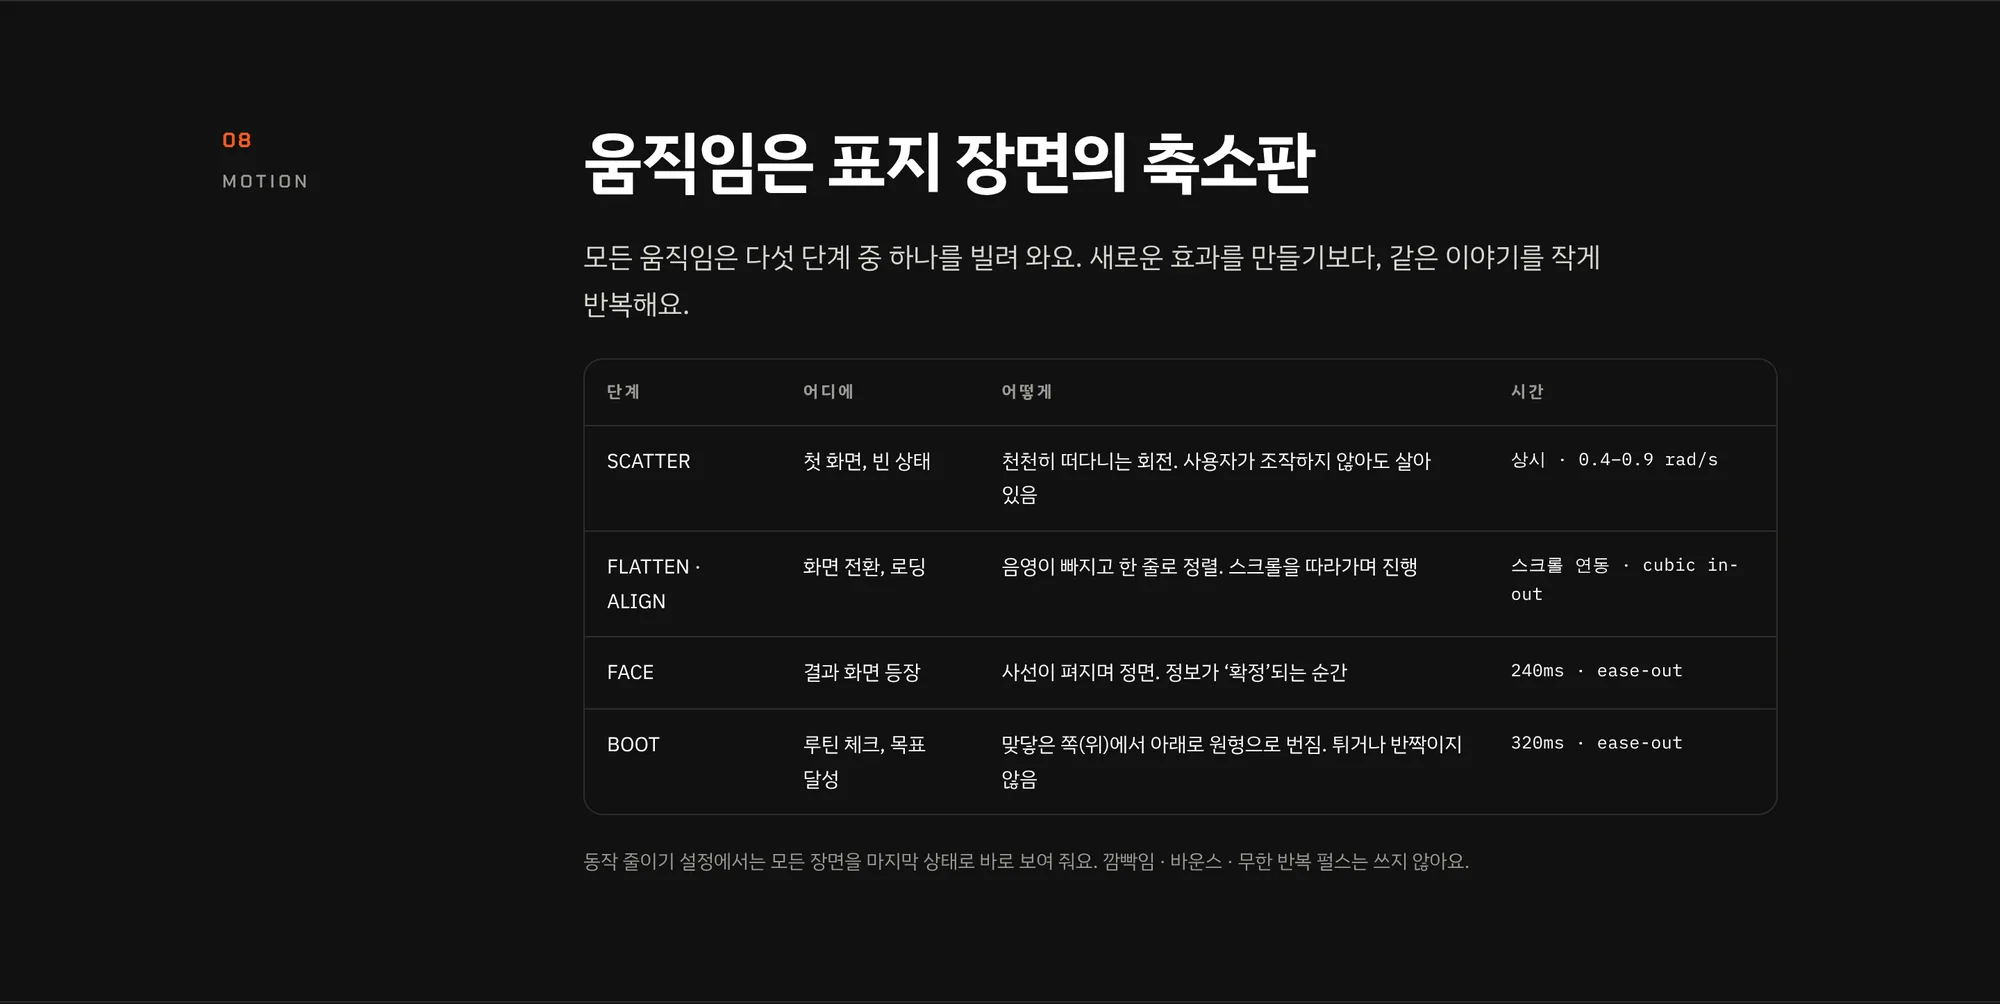 08
MOTION
움직임은 표지 장면의 축소판
모든 움직임은 다섯 단계 중 하나를 빌려 와요. 새로운 효과를 만들기보다, 같은 이야기를 작게
반복해요.
단계 어디에 어떻게 시간
SCATTER 첫 화면, 빈 상태 천천히 떠다니는 회전. 사용자가 조작하지 않아도 살아 상시 · 0.4–0.9 rad/s
있음
FLATTEN · 화면 전환, 로딩 음영이 빠지고 한 줄로 정렬. 스크롤을 따라가며 진행 스크롤 연동 · cubic in-
ALIGN out
FACE 결과 화면 등장 사선이 펴지며 정면. 정보가 ‘확정’되는 순간 240ms · ease-out
BOOT 루틴 체크, 목표 맞닿은 쪽(위)에서 아래로 원형으로 번짐. 튀거나 반짝이지 320ms · ease-out
달성 않음
동작 줄이기 설정에서는 모든 장면을 마지막 상태로 바로 보여 줘요. 깜빡임 · 바운스 · 무한 반복 펄스는 쓰지 않아요.